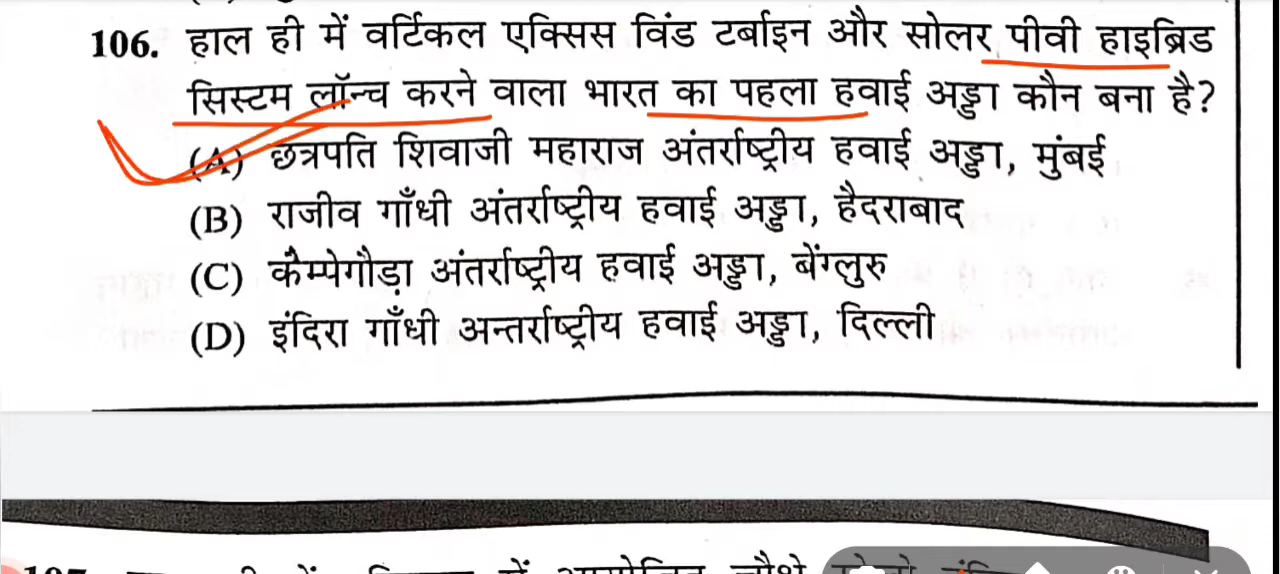 106. हाल ही में वर्टिकल एक्सिस विंड टर्बाइन और सोलर पीवी हाइब्रिड
सिस्टम लॉन्च करने वाला भारत का पहला हवाई अड्डा कौन बना है?
(A) छत्रपति शिवाजी महाराज अंतर्राष्ट्रीय हवाई अड्डा, मुंबई
(B) राजीव गाँधी अंतर्राष्ट्रीय हवाई अड्डा, हैदराबाद
(C) कैम्पेगौड़ा अंतर्राष्ट्रीय हवाई अड्डा, बेंग्लुरु
(D) इंदिरा गाँधी अन्तर्राष्ट्रीय हवाई अड्डा, दिल्ली